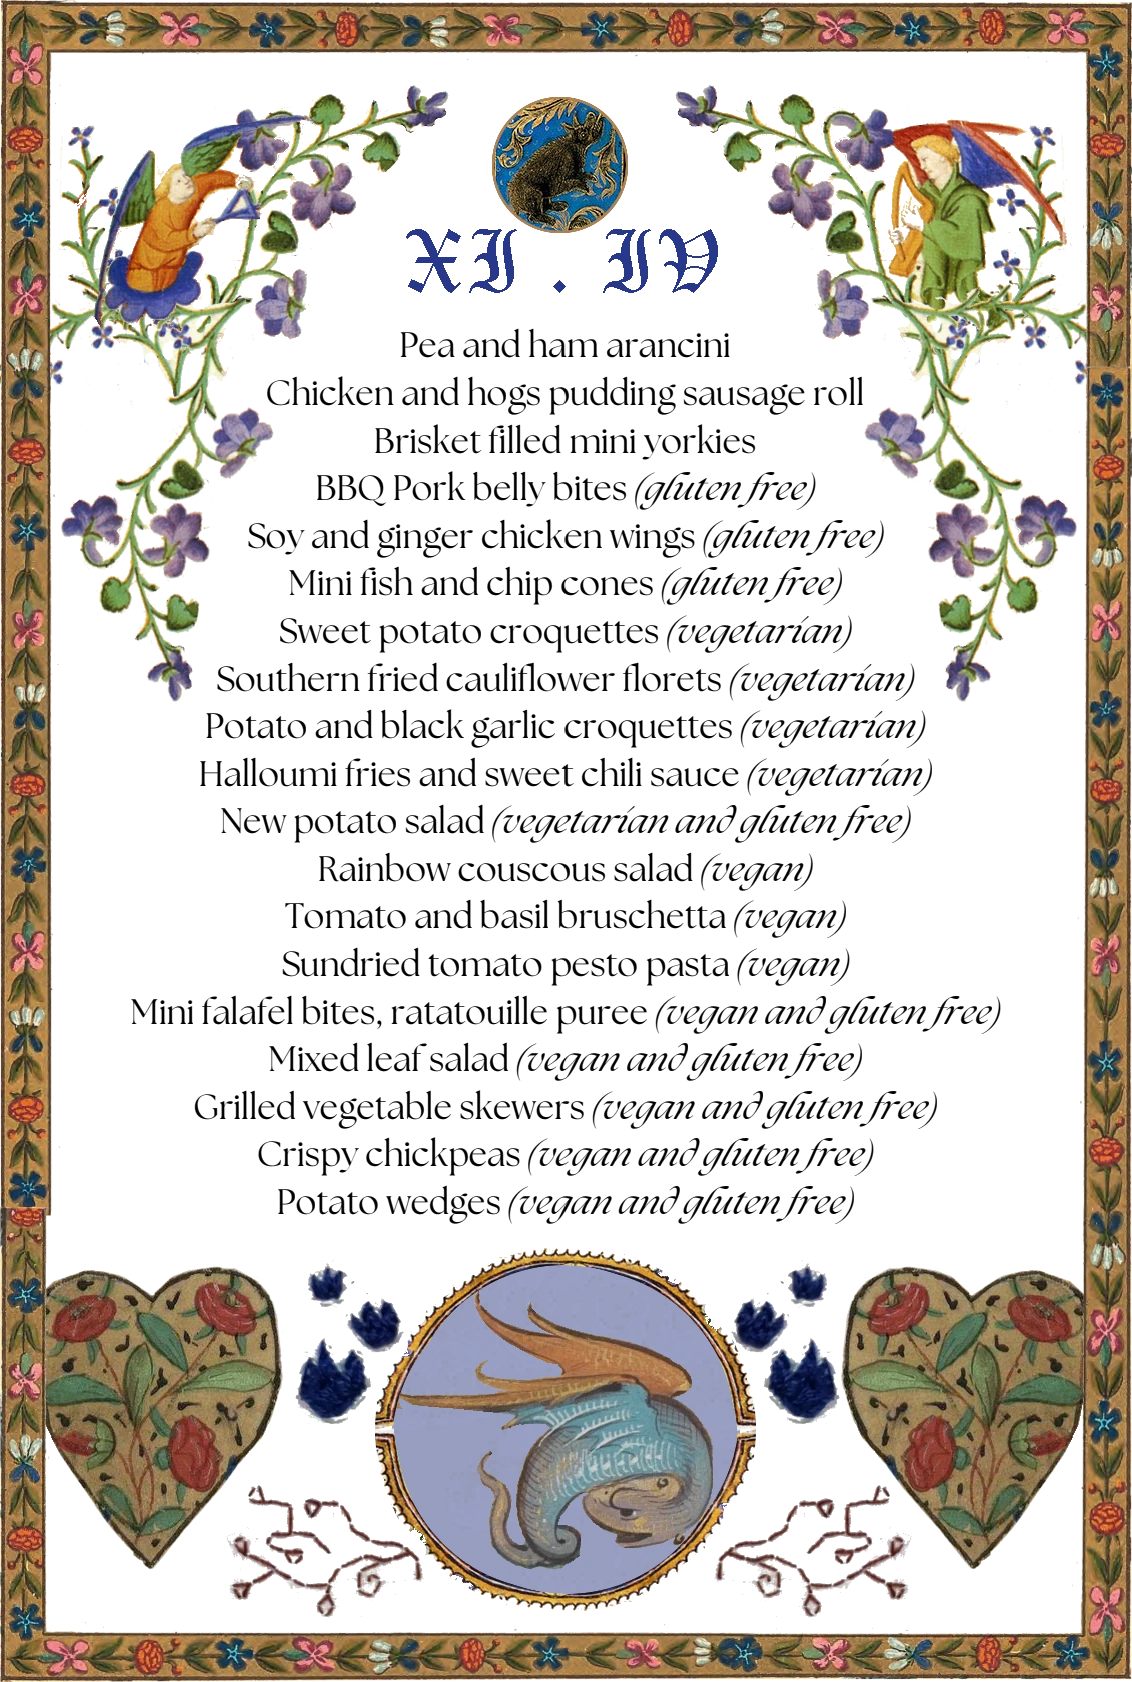 XI . IV
Pea and ham arancini
Chicken and hogs pudding sausage roll
Brisket filled mini yorkies
BBQ Pork belly bites (gluten free)
Soy and ginger chicken wings (gluten free)
Mini fish and chip cones (gluten free)
Sweet potato croquettes (vegetarían)
Southern fried cauliflower florets (vegetarían)
Potato and black garlic croquettes (vegetarían)
Halloumi fries and sweet chili sauce (vegetarían)
New potato salad (vegetarían and gluten free)
Rainbow couscous salad (vegan)
Tomato and basil bruschetta (vegan)
Sundried tomato pesto pasta (vegan)
Mini falafel bites, ratatouille puree (vegan and gluten free)
Mixed leaf salad (vegan and gluten free)
Grilled vegetable skewers (vegan and gluten free)
Crispy chickpeas (vegan and gluten free)
Potato wedges (vegan and gluten free)